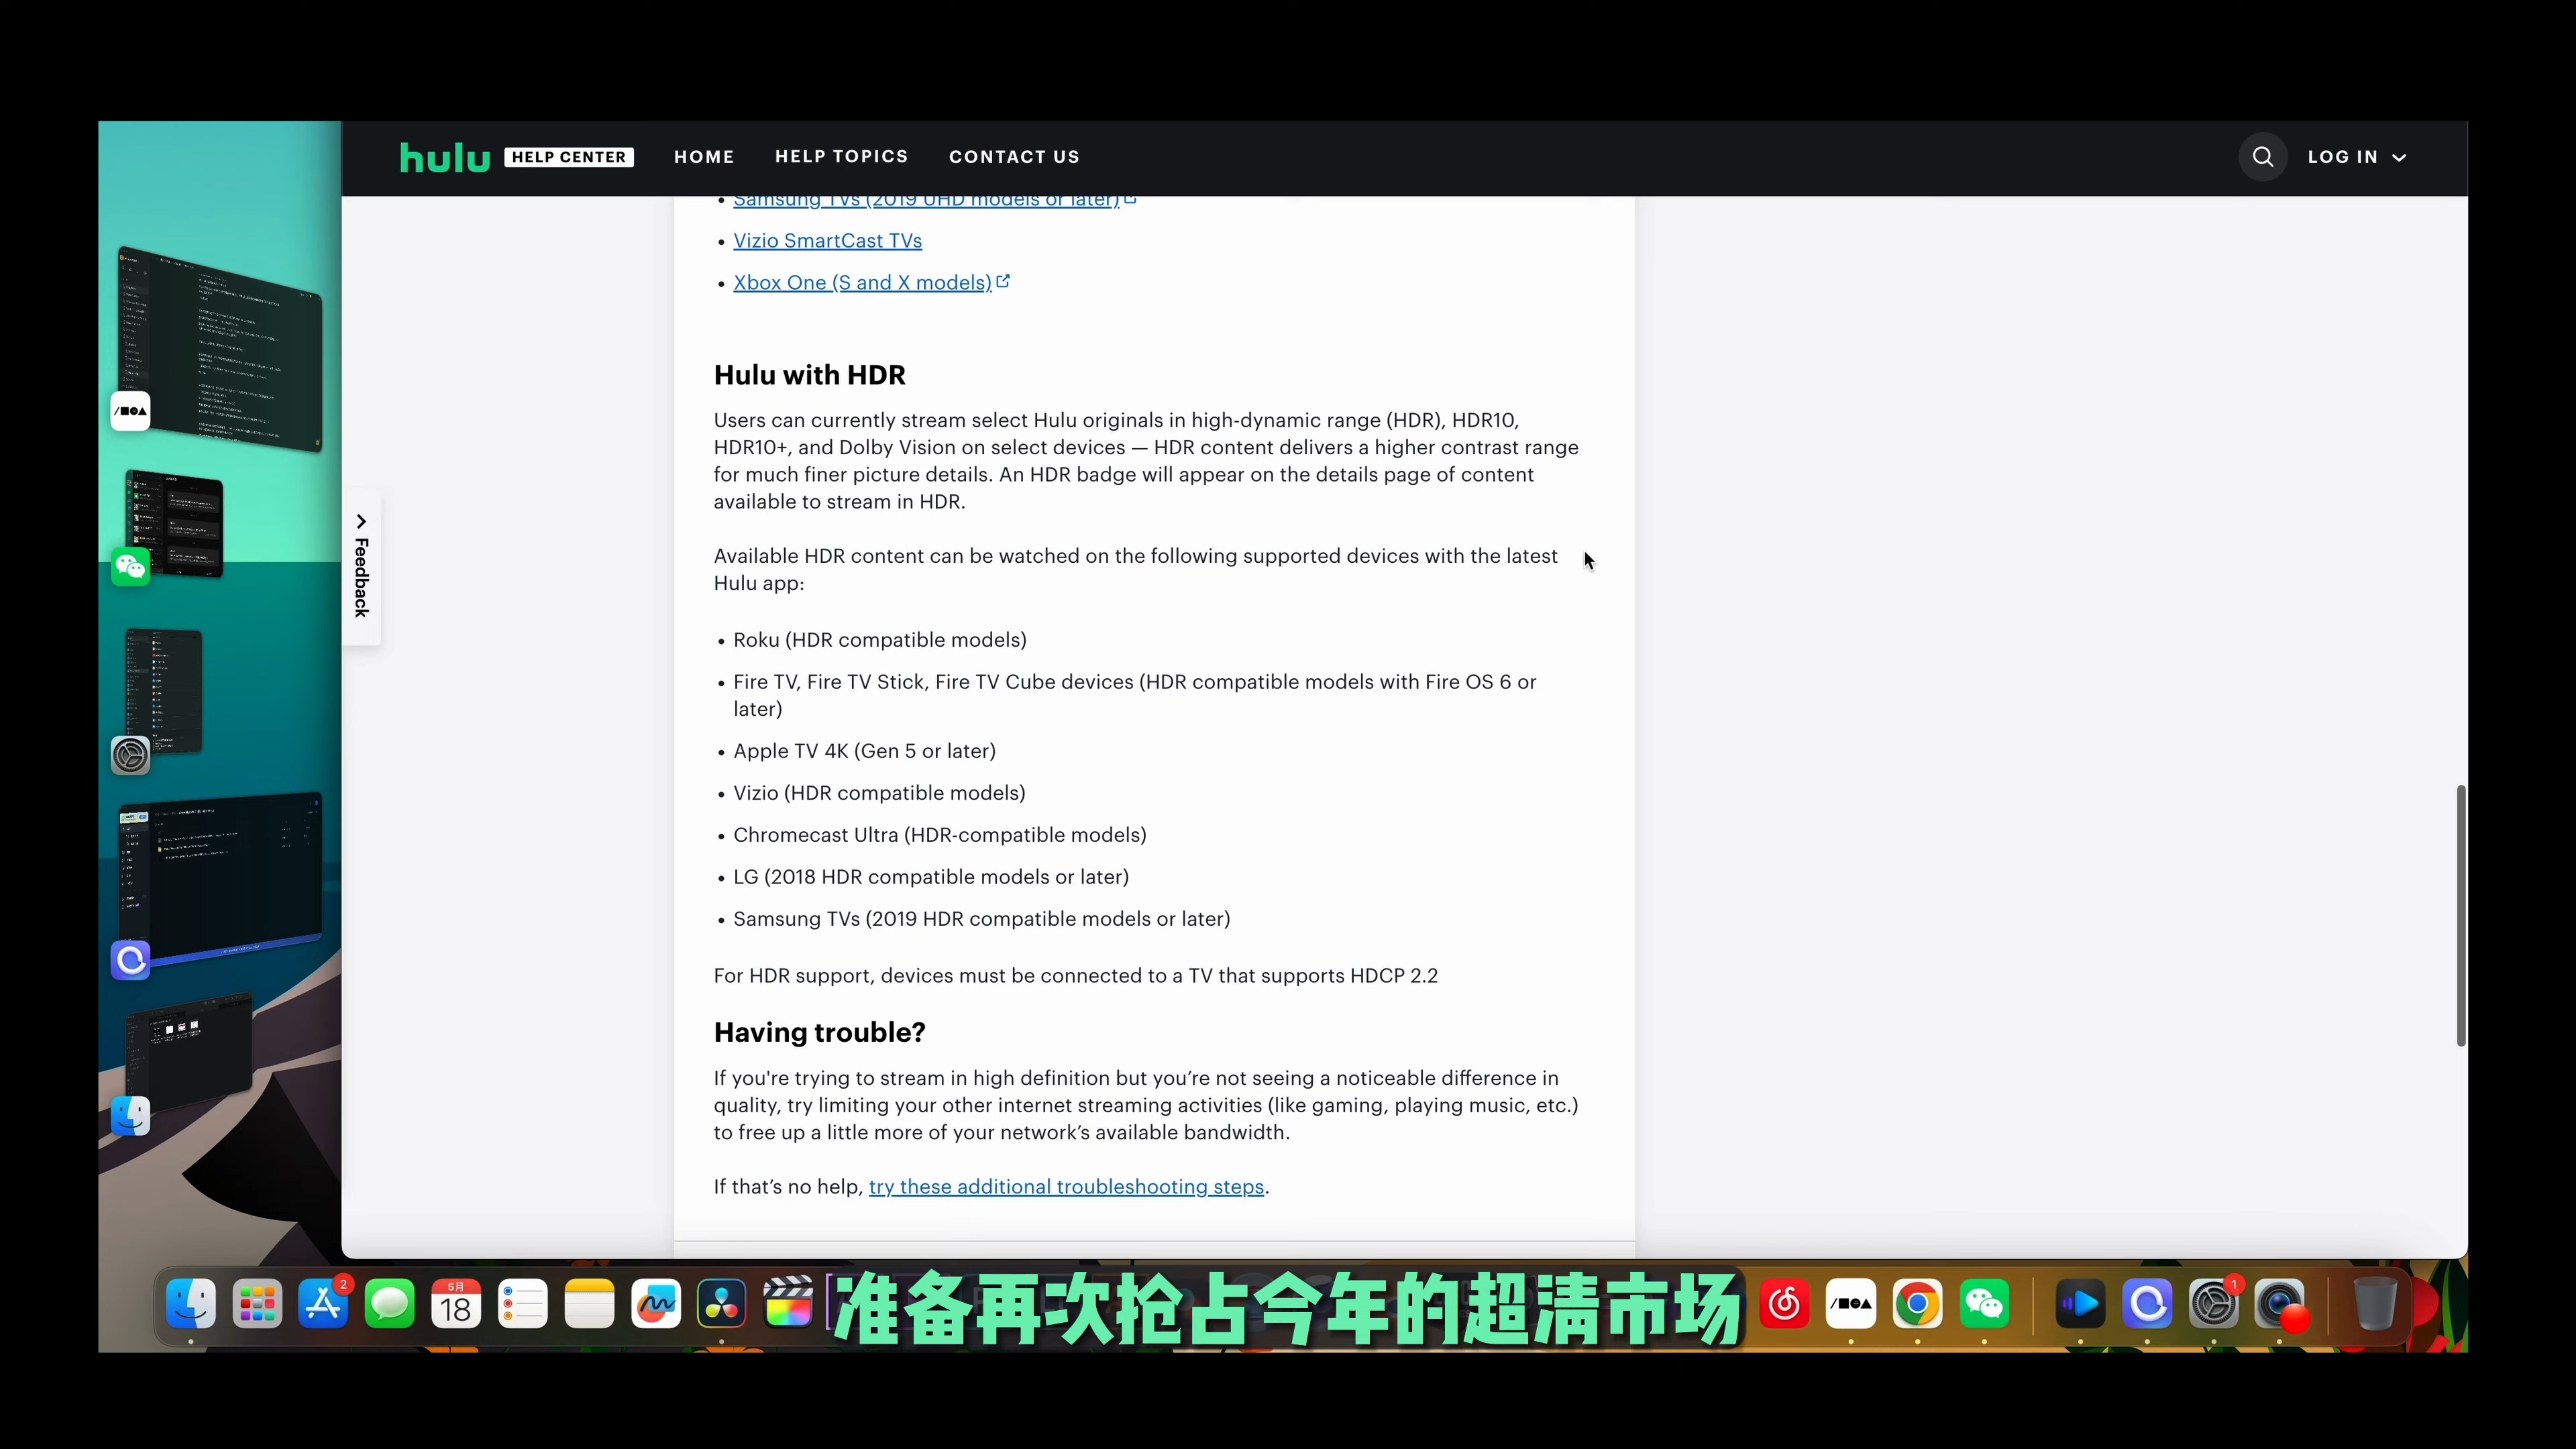 hulu HELP CENTER HOME HELP TOPICS CONTACT US LOG IN
Samsung TVs (2019 UHD models or later)
Vizio SmartCast TVs
Xbox One (S and X models)
Hulu with HDR
Users can currently stream select Hulu originals in high-dynamic range (HDR), HDR10,
HDR10+, and Dolby Vision on select devices — HDR content delivers a higher contrast range
for much finer picture details. An HDR badge will appear on the details page of content
available to stream in HDR.
Feedback
Available HDR content can be watched on the following supported devices with the latest
Hulu app:
• Roku (HDR compatible models)
• Fire TV, Fire TV Stick, Fire TV Cube devices (HDR compatible models with Fire OS 6 or
later)
• Apple TV 4K (Gen 5 or later)
• Vizio (HDR compatible models)
• Chromecast Ultra (HDR-compatible models)
• LG (2018 HDR compatible models or later)
• Samsung TVs (2019 HDR compatible models or later)
For HDR support, devices must be connected to a TV that supports HDCP 2.2
Having trouble?
If you're trying to stream in high definition but you’re not seeing a noticeable difference in
quality, try limiting your other internet streaming activities (like gaming, playing music, etc.)
to free up a little more of your network’s available bandwidth.
If that’s no help, try these additional troubleshooting steps.
2
5月
18
准备再次抢占今年的超清市场
1